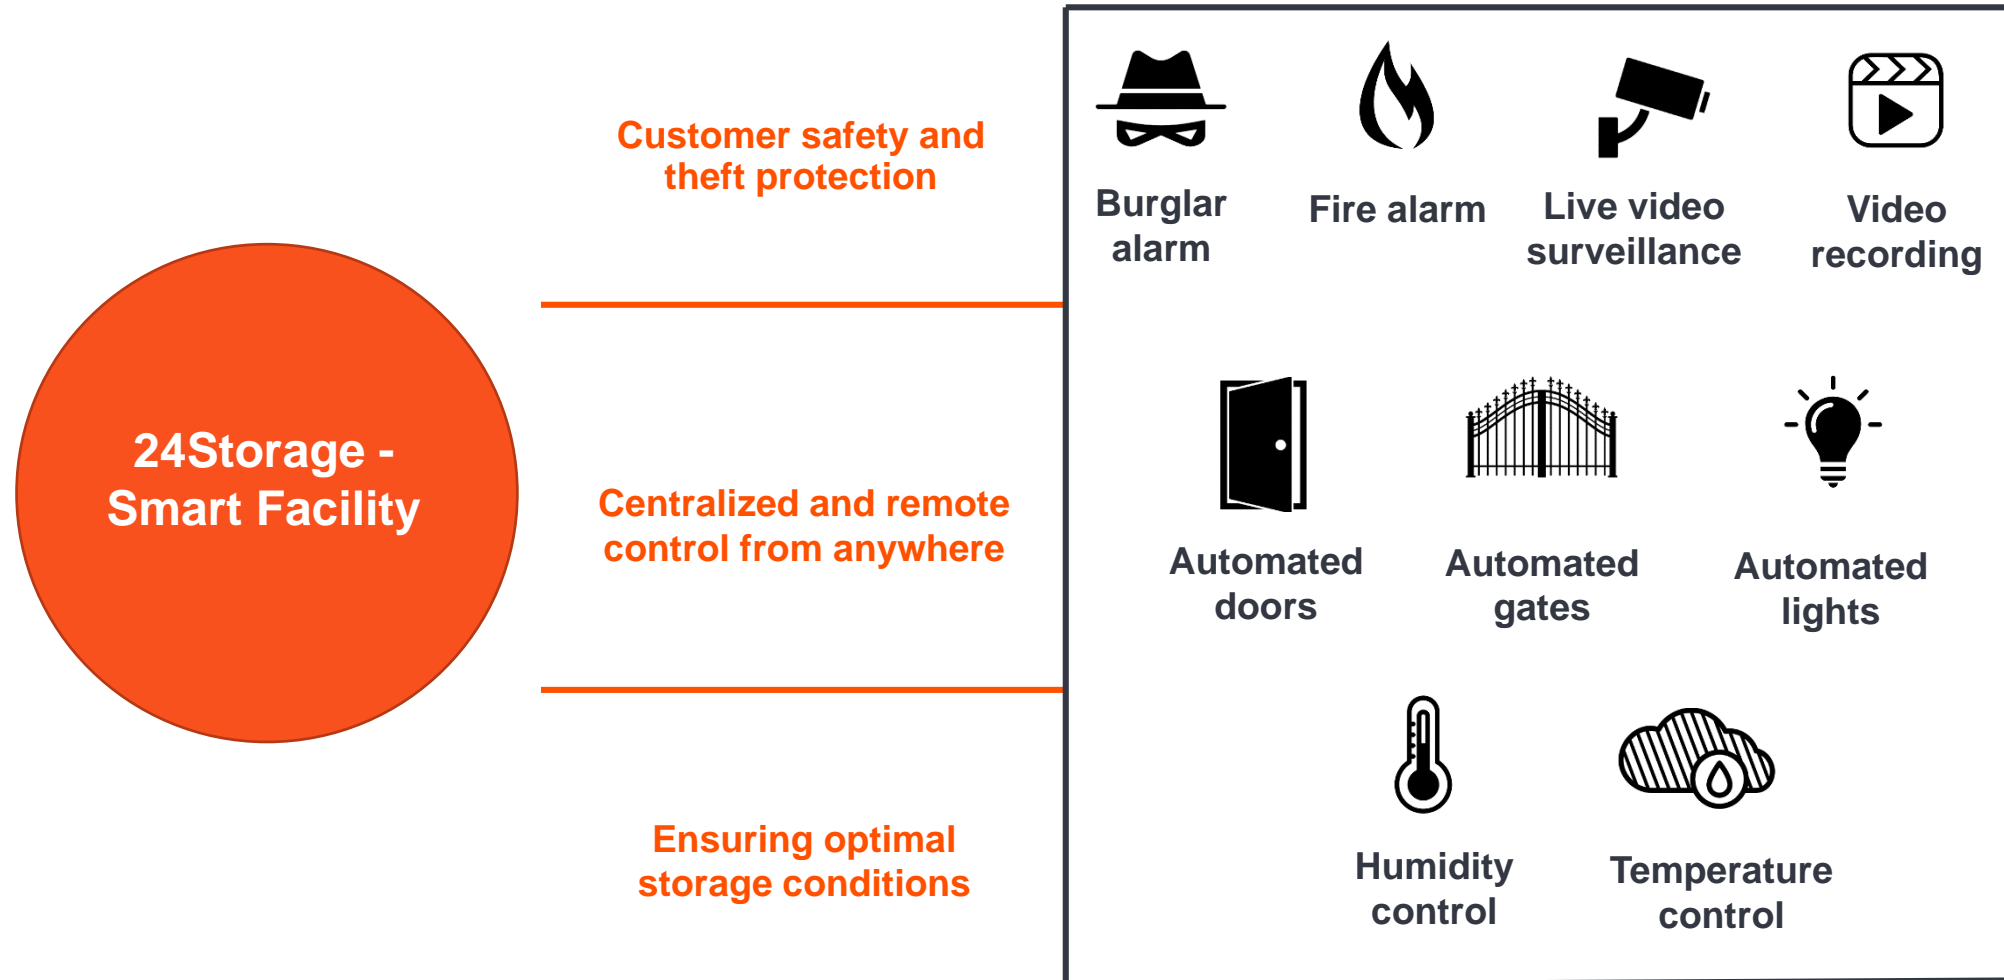 24Storage -
Smart Facility
Customer safety and
theft protection
Burglar
alarm
Fire alarm
Live video
surveillance
Video
recording
Centralized and remote
control from anywhere
Automated
doors
Automated
gates
Automated
lights
Ensuring optimal
storage conditions
Humidity
control
Temperature
control